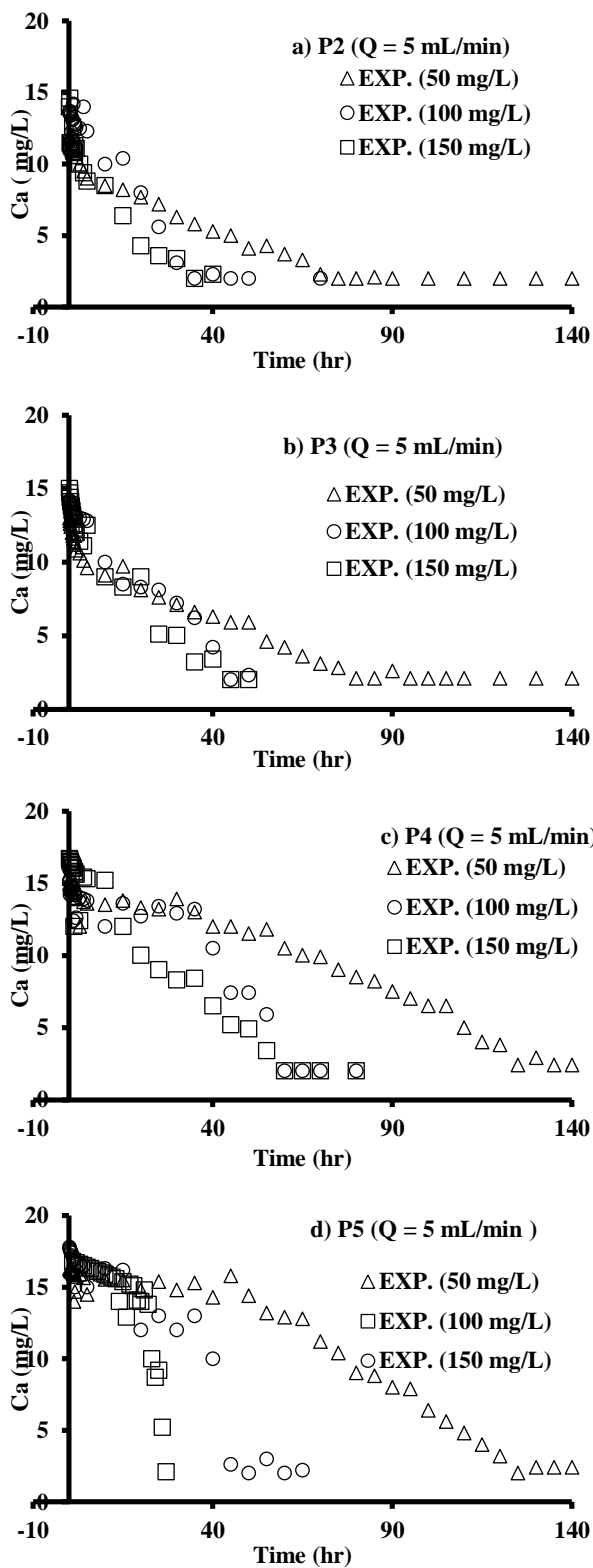 20
a) P2 (Q = 5 mL/min)
EXP. (50 mg/L)
15
EXP. (100 mg/L)
EXP. (150 mg/L)
10
Ca ( mg/L)
5
0
-10 40 90 140
Time (hr)
20
b) P3 (Q = 5 mL/min)
15
EXP. (50 mg/L)
EXP. (100 mg/L)
EXP. (150 mg/L)
10
Ca (mg/L)
5
0
-10 40 90 140
Time (hr)
20
c) P4 (Q = 5 mL/min)
EXP. (50 mg/L)
15
EXP. (100 mg/L)
EXP. (150 mg/L)
10
Ca (mg/L)
5
0
-10 40 90 140
Time (hr)
20
d) P5 (Q = 5 mL/min )
15
EXP. (50 mg/L)
EXP. (100 mg/L)
10
EXP. (150 mg/L)
Ca (mg/L)
5
0
-10 40 90 140
Time (hr)